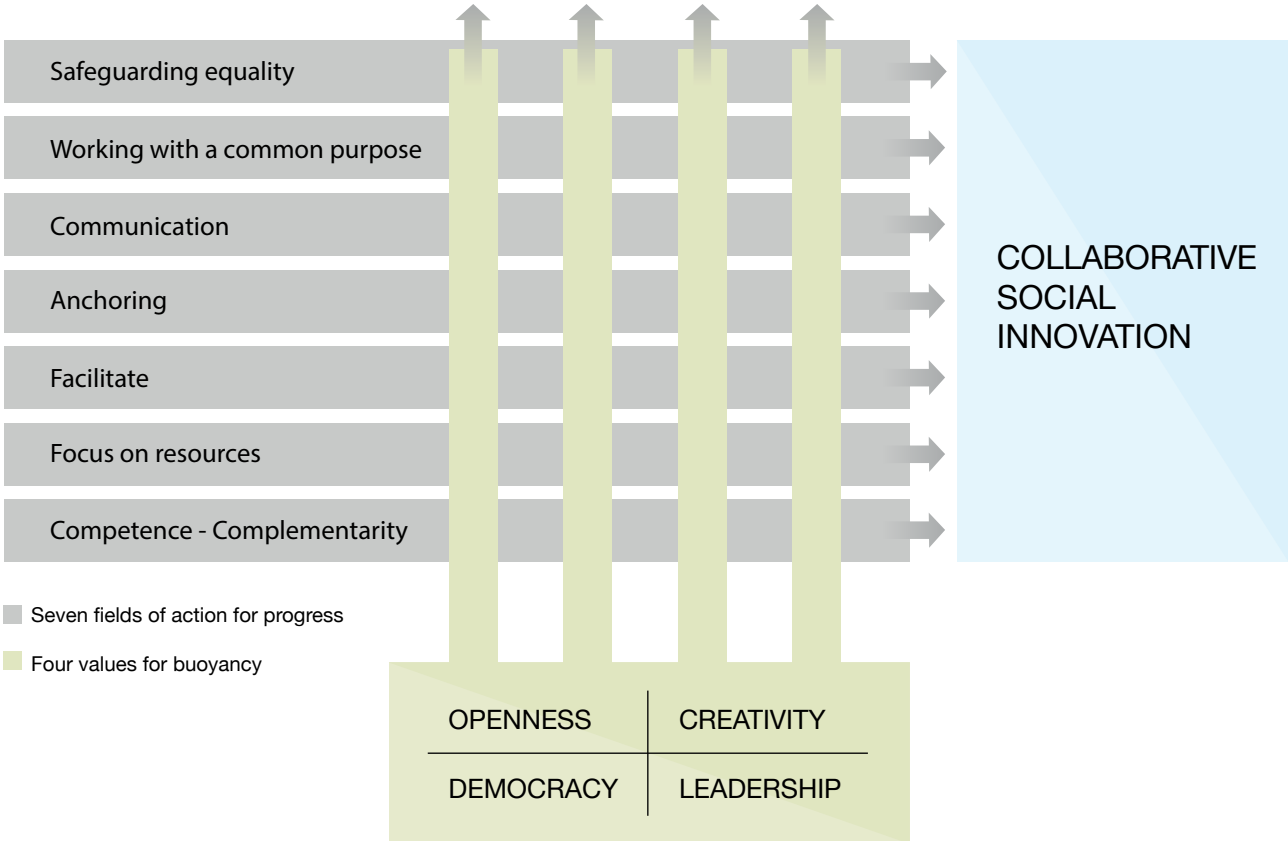 Safeguarding equality
Working with a common purpose
Communication
Anchoring
Facilitate
Focus on resources
Competence - Complementarity
COLLABORATIVE
SOCIAL
INNOVATION
Seven fields of action for progress
Four values for buoyancy
OPENNESS
CREATIVITY
DEMOCRACY
LEADERSHIP